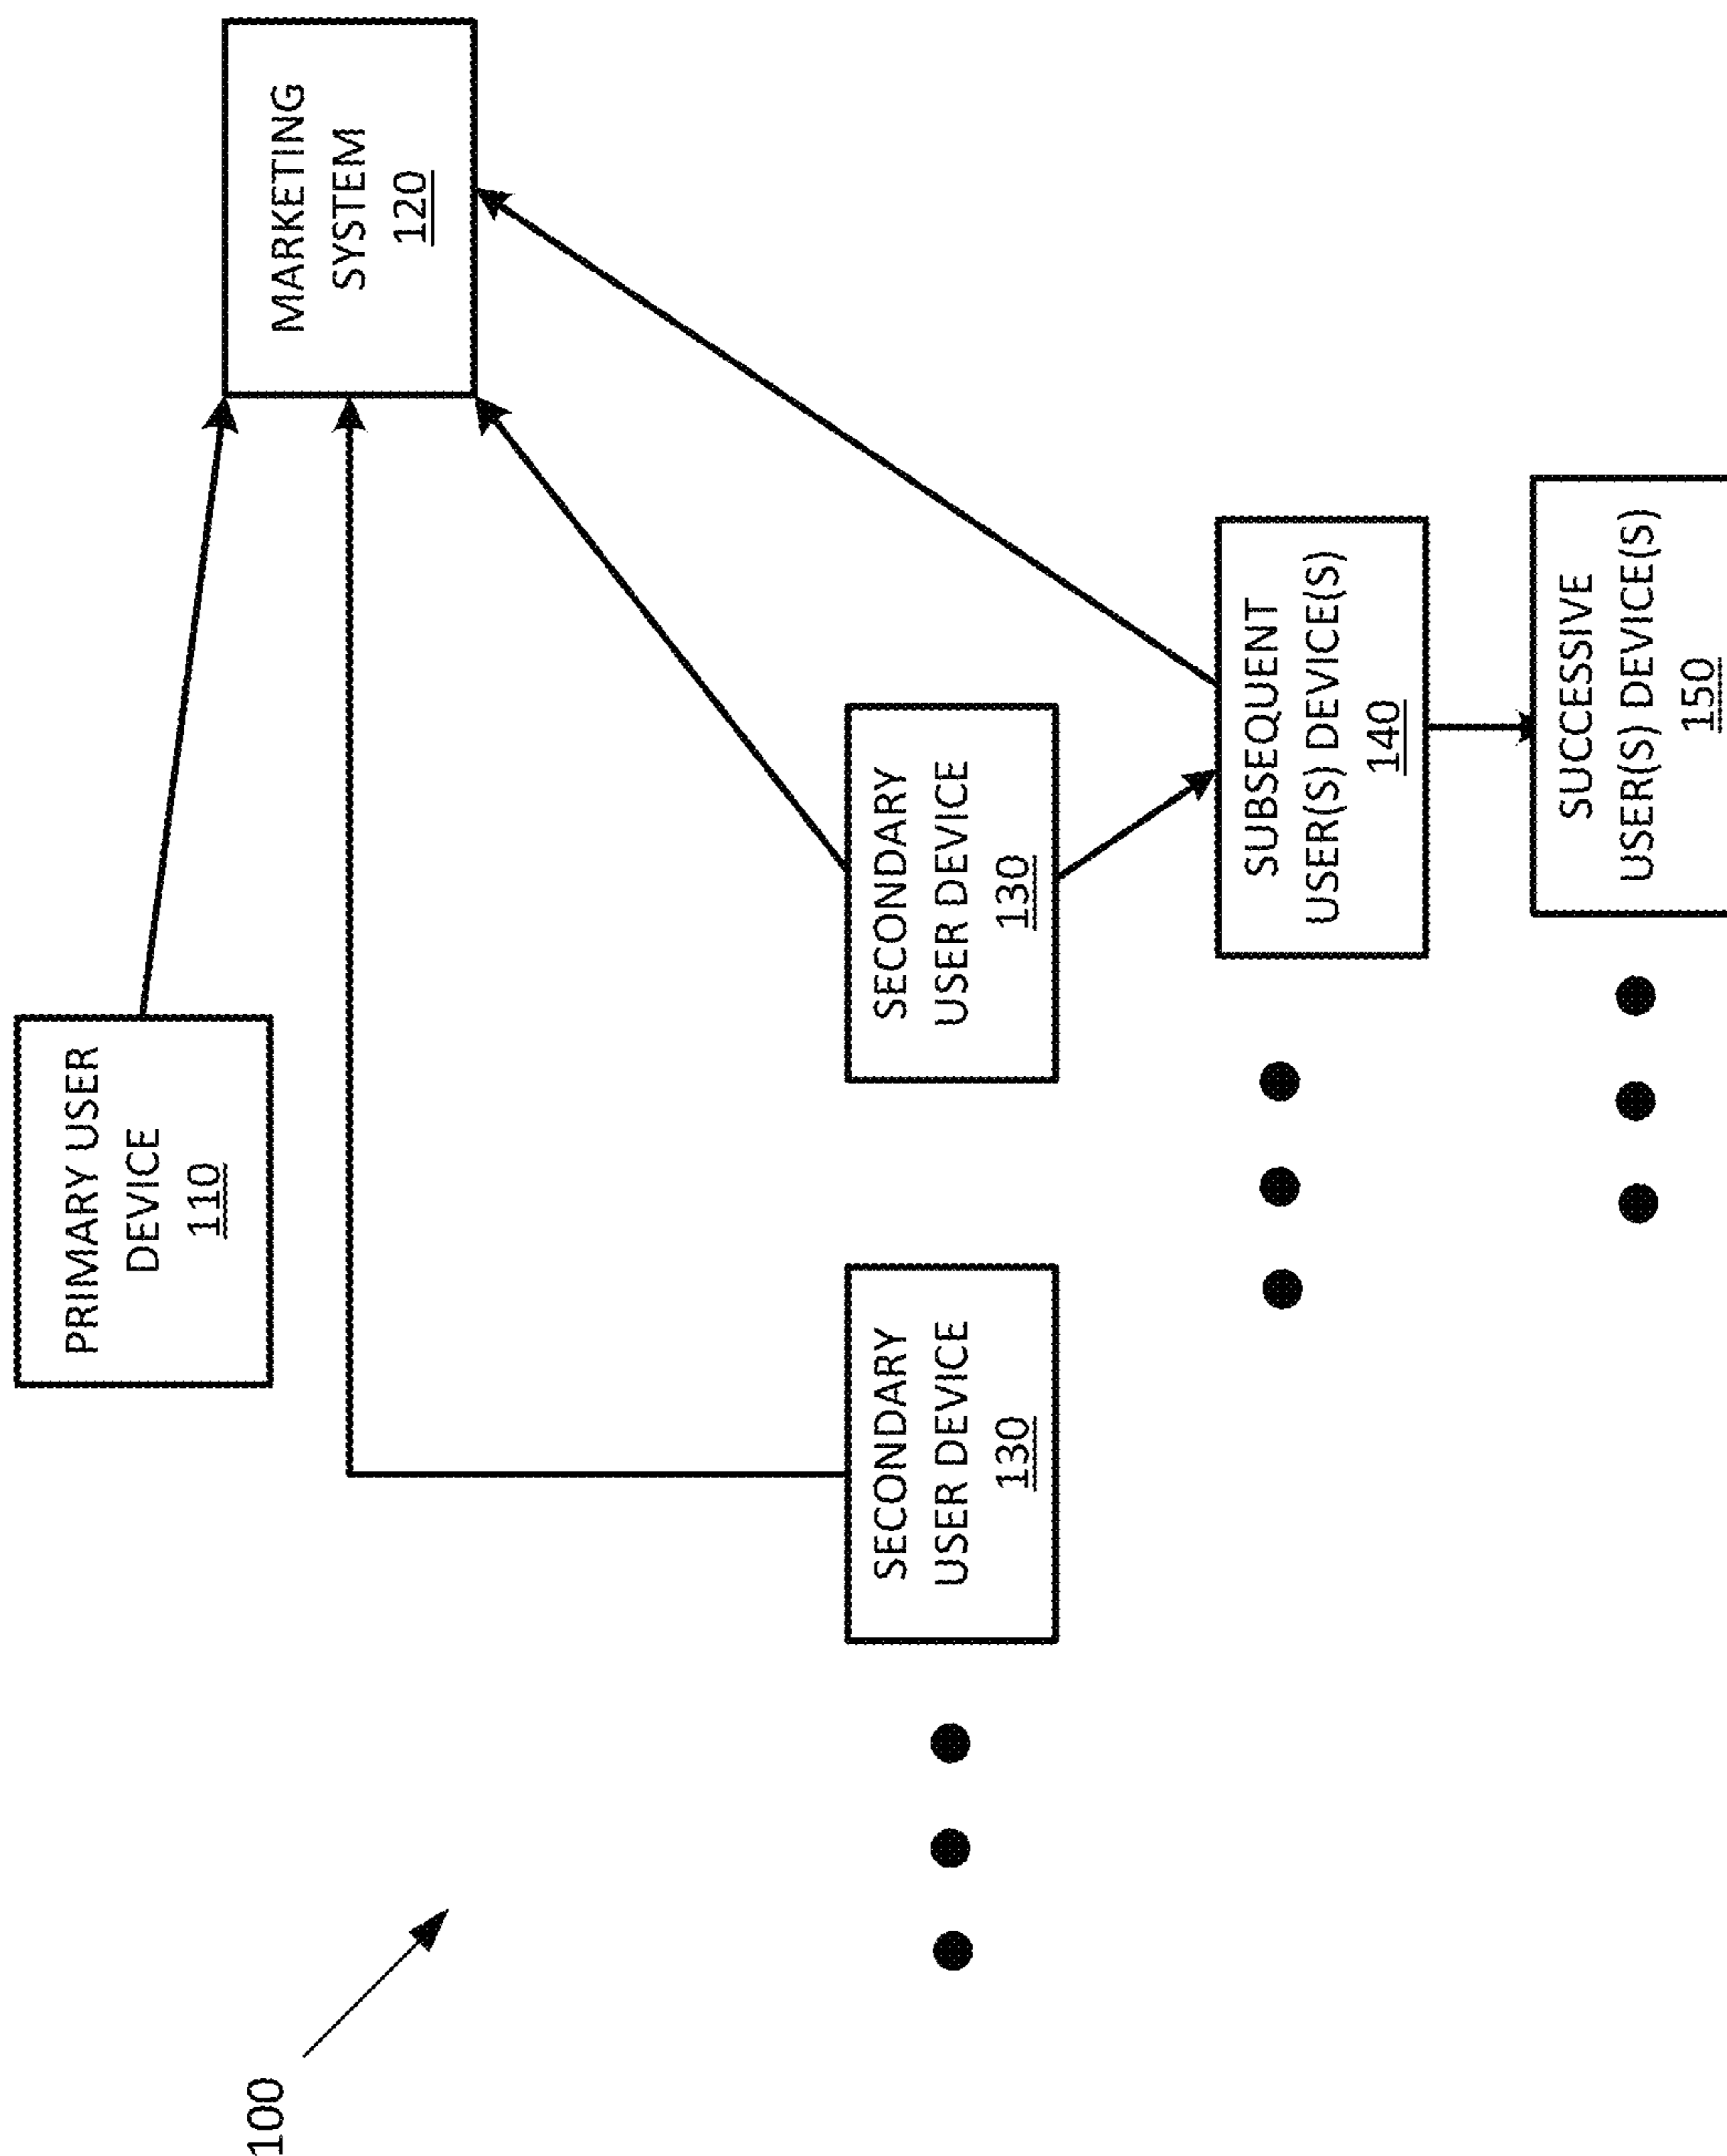 100
PRIMARY USER
DEVICE
110
MARKETING
SYSTEM
120
SECONDARY
USER DEVICE
130
SECONDARY
USER DEVICE
130
SUBSEQUENT
USER(S) DEVICE(S)
140
SUCCESSIVE
USER(S) DEVICE(S)
150